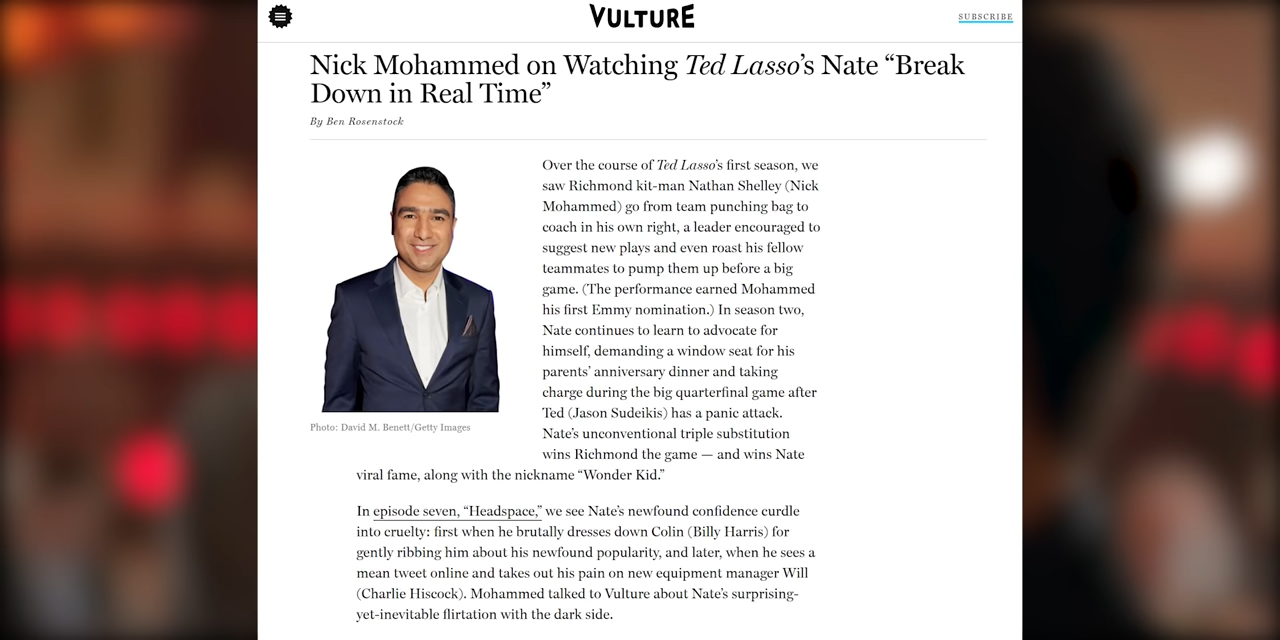 VULTURE
SUBSCRIBE
Nick Mohammed on Watching Ted Lasso’s Nate “Break
Down in Real Time”
By Ben Rosenstock
Over the course of Ted Lasso’s first season, we
saw Richmond kit-man Nathan Shelley (Nick
Mohammed) go from team punching bag to
coach in his own right, a leader encouraged to
suggest new plays and even roast his fellow
teammates to pump them up before a big
game. (The performance earned Mohammed
his first Emmy nomination.) In season two,
Nate continues to learn to advocate for
himself, demanding a window seat for his
parents’ anniversary dinner and taking
charge during the big quarterfinal game after
Ted (Jason Sudeikis) has a panic attack.
Nate’s unconventional triple substitution
wins Richmond the game — and wins Nate
viral fame, along with the nickname “Wonder Kid.”
Photo: David M. Benett/Getty Images
In episode seven, “Headspace,” we see Nate’s newfound confidence curdle
into cruelty: first when he brutally dresses down Colin (Billy Harris) for
gently ribbing him about his newfound popularity, and later, when he sees a
mean tweet online and takes out his pain on new equipment manager Will
(Charlie Hiscock). Mohammed talked to Vulture about Nate’s surprising-
yet-inevitable flirtation with the dark side.